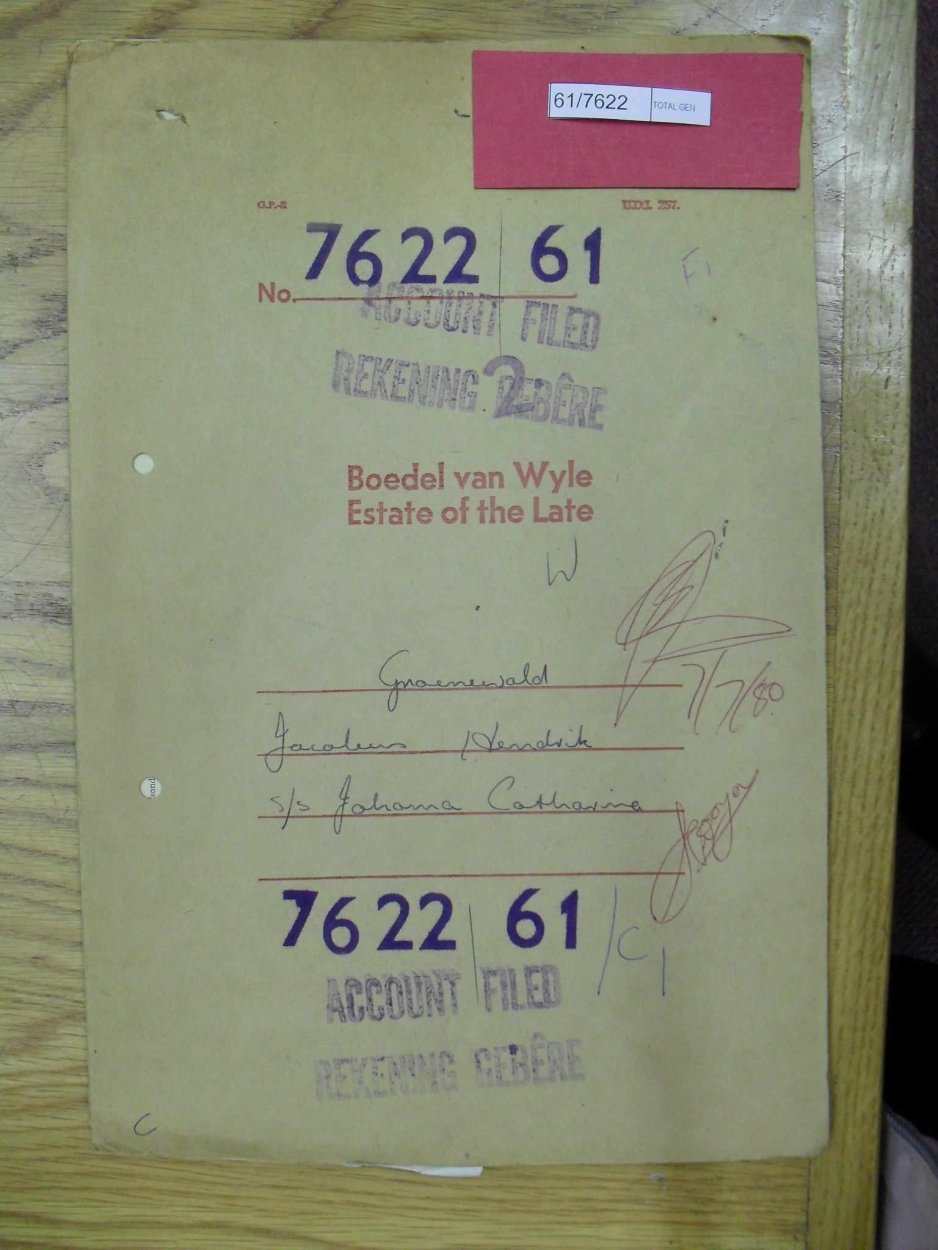 61/7622 TOTAL GEN
G.P.-S U.D.I. 257.
7622 61
No.
ACCOUNT FILED
REKENING GEBÊRE
2
Boedel van Wyle
Estate of the Late
W
Groenewald
7/7/80
Jacobus Hendrik
s/s Johanna Catharina
7622 61 /C 1
ACCOUNT FILED
REKENING GEBÊRE
C